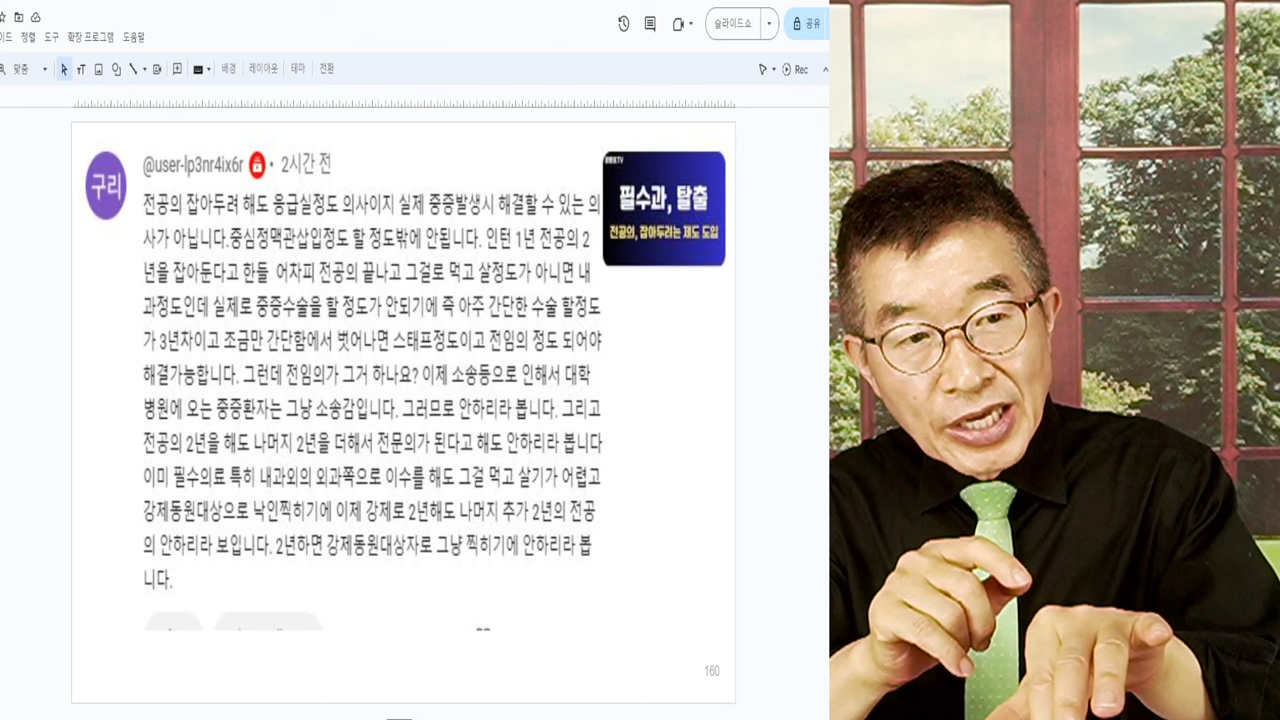 이드 정렬 도구 확장 프로그램 도움말
슬라이드쇼
공유
맞춤
배경 레이아웃 테마 전환
Rec
구리
@user-lp3nr4ix6r · 2시간 전
전공의 잡아두려 해도 응급실정도 의사이지 실제 중증발생시 해결할 수 있는 의
사가 아닙니다.중심정맥관삽입정도 할 정도밖에 안됩니다. 인턴 1년 전공의 2
년을 잡아둔다고 한들 어차피 전공의 끝나고 그걸로 먹고 살정도가 아니면 내
과정도인데 실제로 중증수술을 할 정도가 안되기에 즉 아주 간단한 수술 할정도
가 3년차이고 조금만 간단함에서 벗어나면 스태프정도이고 전임의 정도 되어야
해결가능합니다. 그런데 전임의가 그거 하나요? 이제 소송등으로 인해서 대학
병원에 오는 중증환자는 그냥 소송감입니다. 그러므로 안하리라 봅니다. 그리고
전공의 2년을 해도 나머지 2년을 더해서 전문의가 된다고 해도 안하리라 봅니다
이미 필수의료 특히 내과외의 외과쪽으로 이수를 해도 그걸 먹고 살기가 어렵고
강제동원대상으로 낙인찍히기에 이제 강제로 2년해도 나머지 추가 2년의 전공
의 안하리라 보입니다. 2년하면 강제동원대상자로 그냥 찍히기에 안하리라 봅
니다.
필수과, 탈출
전공의, 잡아두려는 제도 도입
160